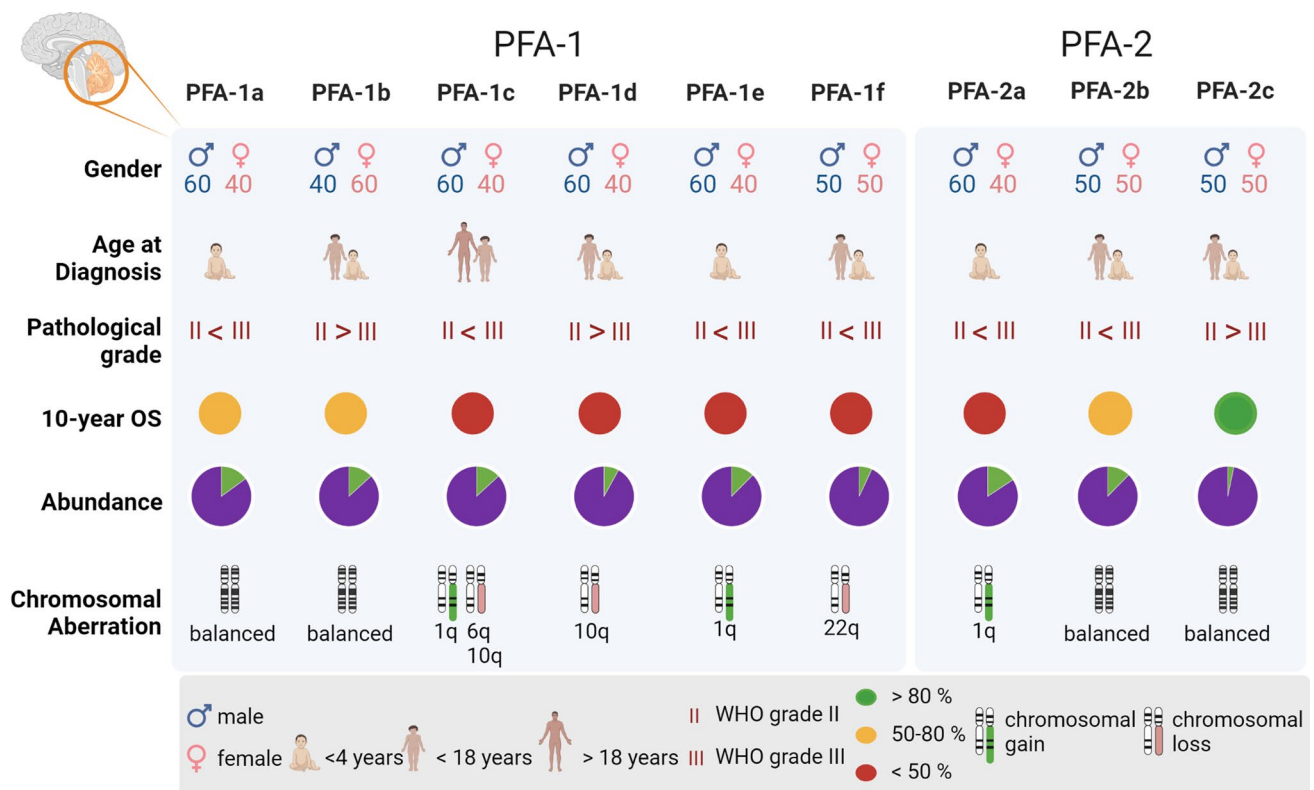 PFA-1
PFA-2
PFA-1a PFA-1b PFA-1c PFA-1d PFA-1e PFA-1f PFA-2a PFA-2b PFA-2c
Gender
♂ ♀ ♂ ♀ ♂ ♀ ♂ ♀ ♂ ♀ ♂ ♀ ♂ ♀ ♂ ♀ ♂ ♀
60 40 40 60 60 40 60 40 60 40 50 50 60 40 50 50 50 50
Age at
Diagnosis
Pathological
grade
II < III II > III II < III II > III II < III II < III II < III II < III II > III
10-year OS
Abundance
Chromosomal
Aberration
balanced balanced 1q 6q 10q 1q 22q 1q balanced balanced
10q
♂ male
♀ female
<4 years < 18 years > 18 years
II WHO grade II
III WHO grade III
> 80 %
50-80 %
< 50 %
chromosomal
gain
chromosomal
loss